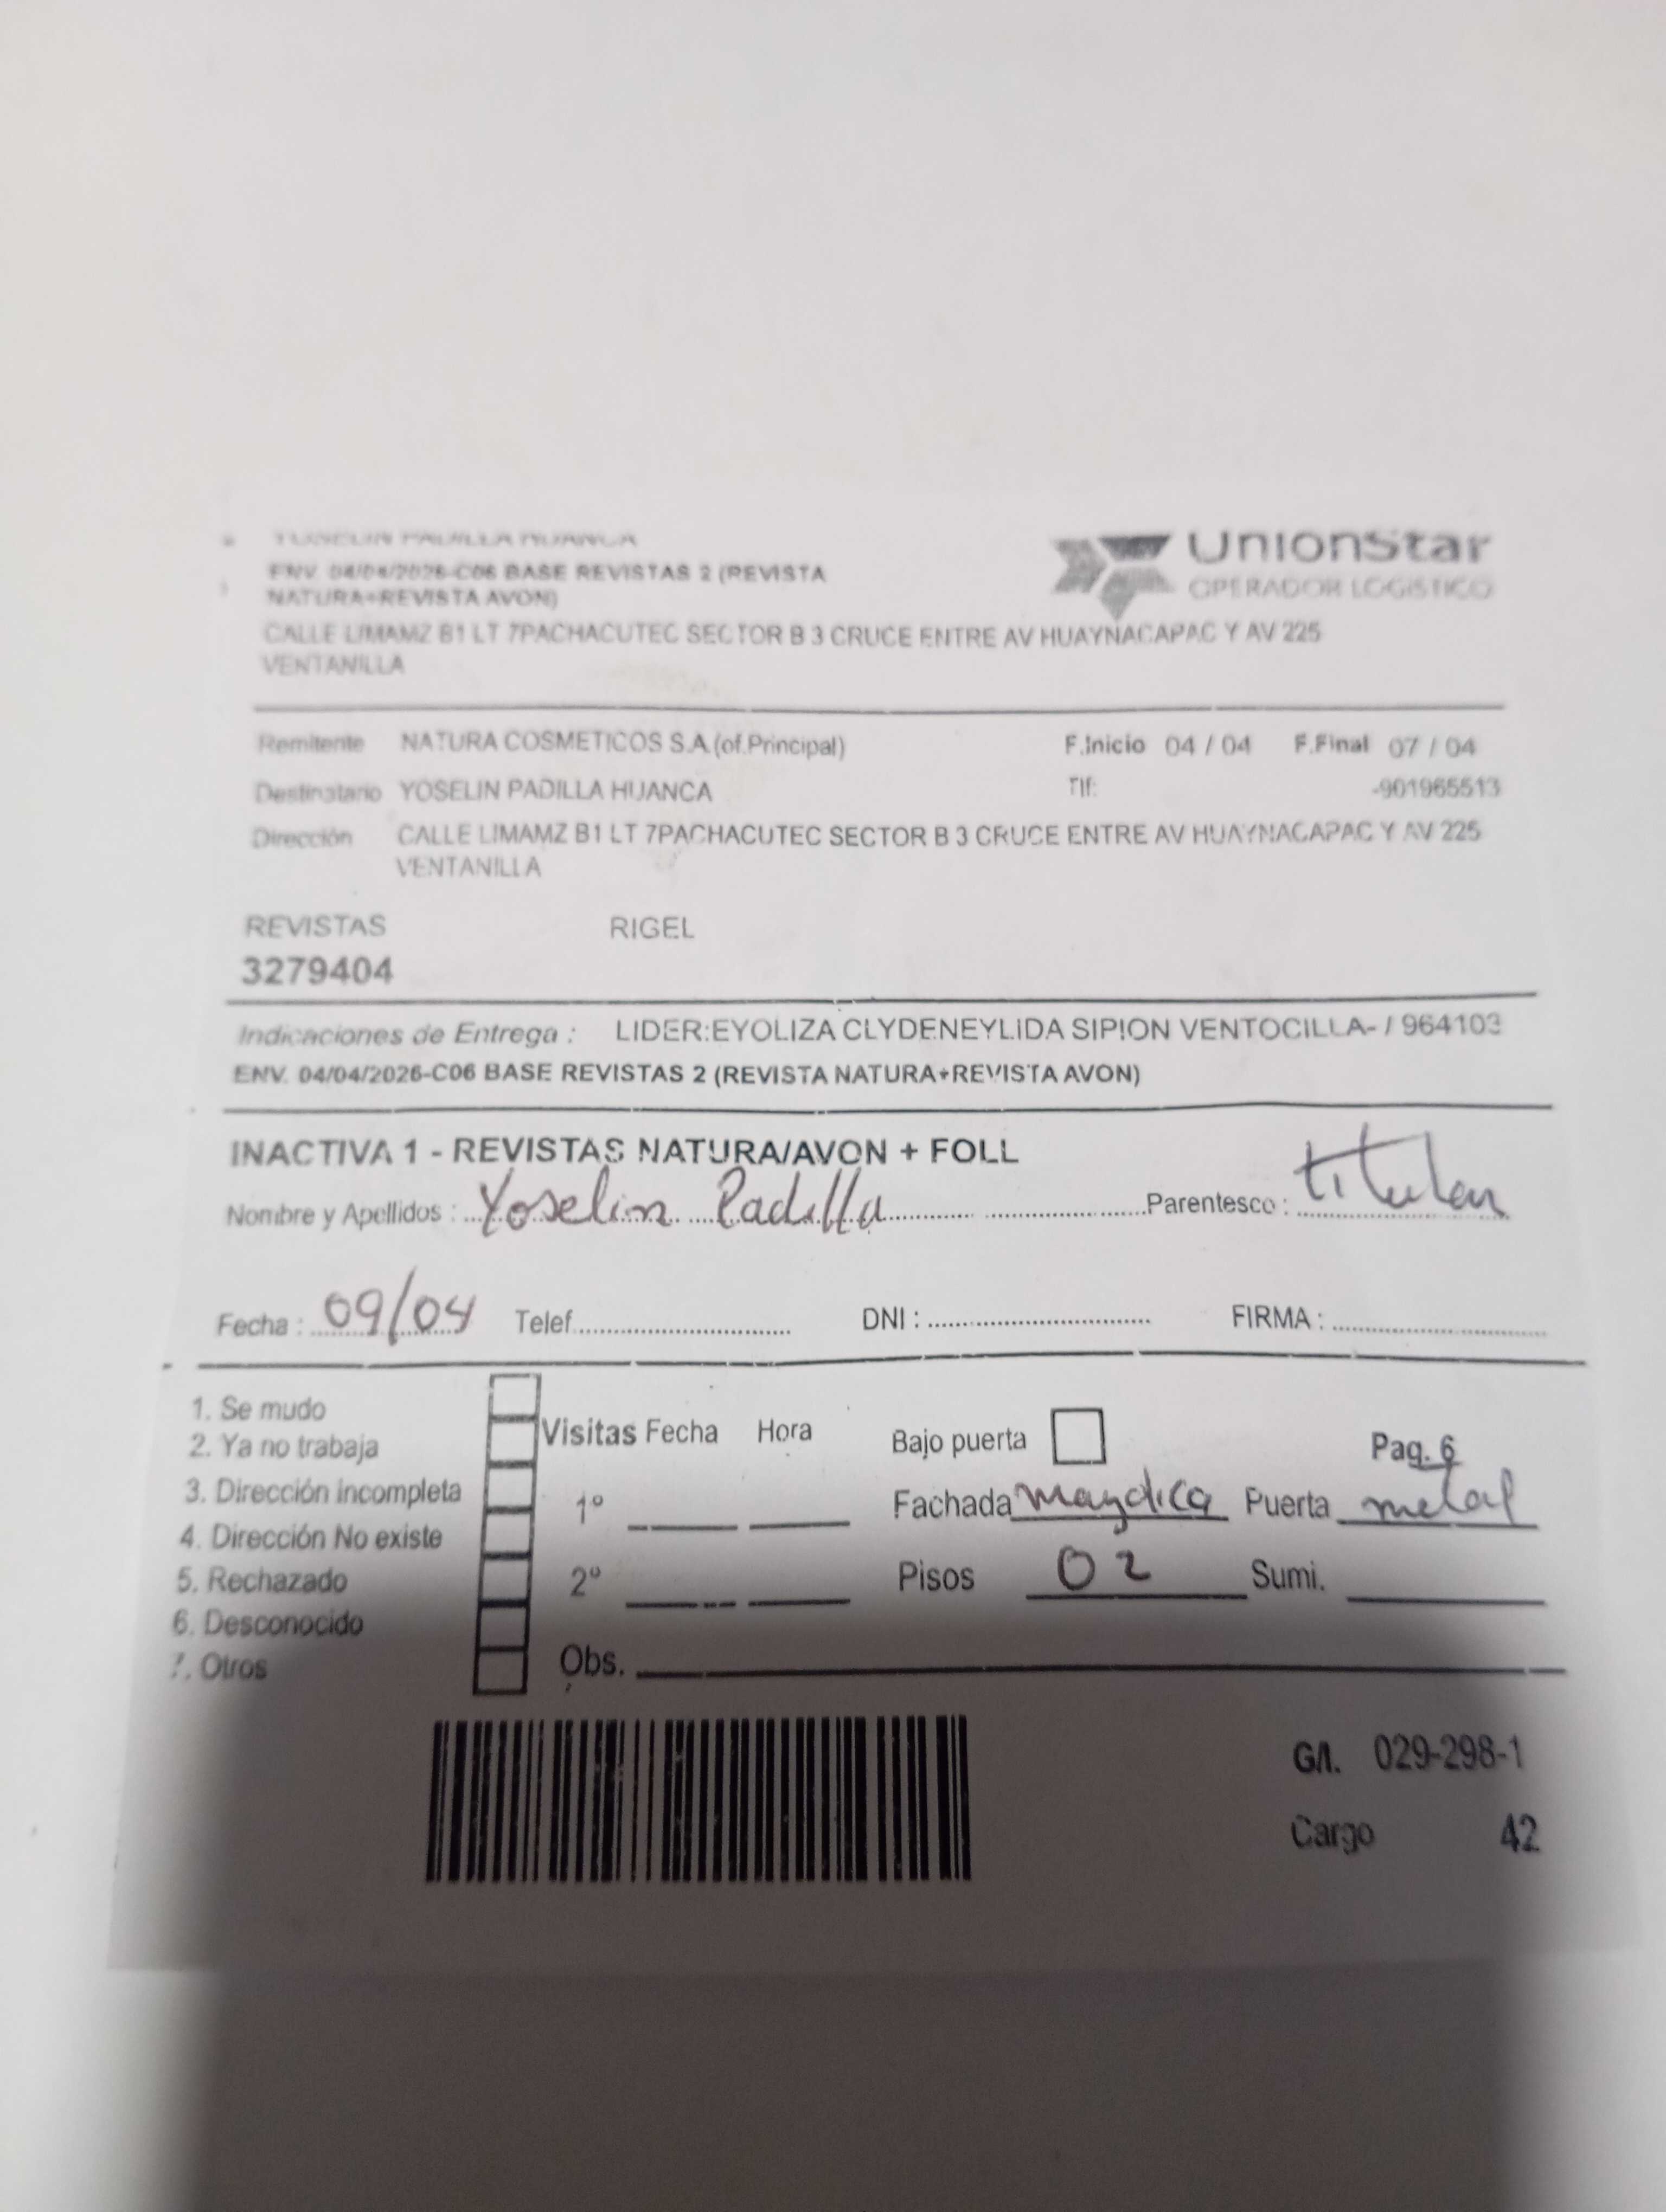 YOSELIN PADILLA HUANCA
ENV. 04/04/2026-C06 BASE REVISTAS 2 (REVISTA
NATURA+REVISTA AVON)
UnionStar
OPERADOR LOGISTICO
CALLE LIMAMZ B1 LT 7PACHACUTEC SECTOR B 3 CRUCE ENTRE AV HUAYNACAPAC Y AV 225
VENTANILLA
Remitente NATURA COSMETICOS S.A.(of.Principal) F.Inicio 04 / 04 F.Final 07 / 04
Destinatario YOSELIN PADILLA HUANCA Tlf: -901965513
Dirección CALLE LIMAMZ B1 LT 7PACHACUTEC SECTOR B 3 CRUCE ENTRE AV HUAYNACAPAC Y AV 225
VENTANILLA
REVISTAS RIGEL
3279404
Indicaciones de Entrega : LIDER:EYOLIZA CLYDENEYLIDA SIPION VENTOCILLA- / 964103
ENV. 04/04/2026-C06 BASE REVISTAS 2 (REVISTA NATURA+REVISTA AVON)
INACTIVA 1 - REVISTAS NATURA/AVON + FOLL
Nombre y Apellidos : Yoselin Padilla Parentesco : titular
Fecha : 09/04 Telef. DNI : FIRMA :
1. Se mudo
2. Ya no trabaja
3. Dirección incompleta
4. Dirección No existe
5. Rechazado
6. Desconocido
7. Otros
Visitas Fecha Hora
1º
2º
Obs.
Bajo puerta Pag. 6
Fachada Puerta metal
Pisos 02 Sumi.
G/I. 029-298-1
Cargo 42